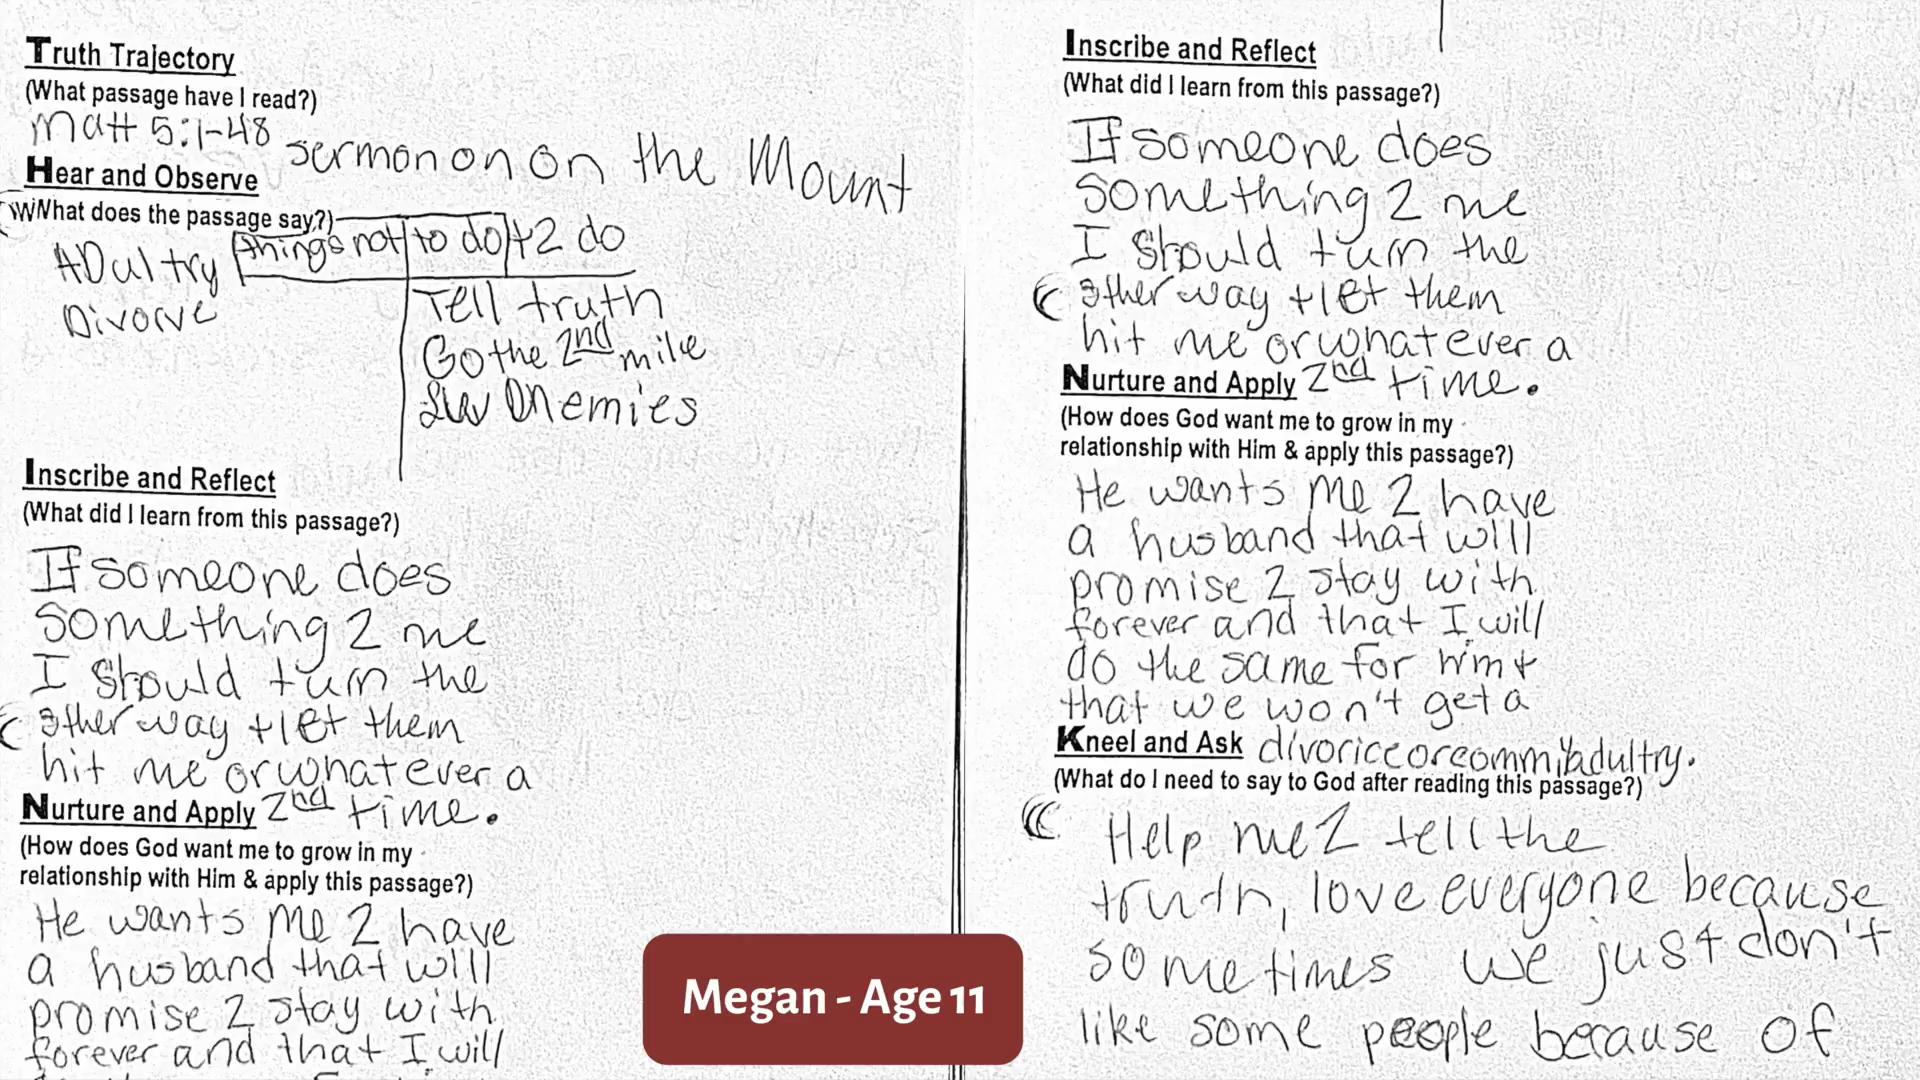 Truth Trajectory
(What passage have I read?)
Matt 5:1-48 sermon on on the Mount
Hear and Observe
(What does the passage say?)
things not to do + 2 do
ADultry
Divorve
Tell truth
Go the 2nd mile
Luv Enemies
Inscribe and Reflect
(What did I learn from this passage?)
If someone does
something 2 me
I should turn the
other way + let them
hit me or whatever a
Nurture and Apply 2nd time.
(How does God want me to grow in my
relationship with Him & apply this passage?)
He wants me 2 have
a husband that will
promise 2 stay with
forever and that I will
Inscribe and Reflect
(What did I learn from this passage?)
If someone does
something 2 me
I should turn the
other way + let them
hit me or whatever a
Nurture and Apply 2nd time.
(How does God want me to grow in my
relationship with Him & apply this passage?)
He wants me 2 have
a husband that will
promise 2 stay with
forever and that I will
do the same for him +
that we won't get a
Kneel and Ask divorice or commit adultry.
(What do I need to say to God after reading this passage?)
Help me 2 tell the
truth, love everyone because
sometimes we just don't
like some people because of
Megan - Age 11